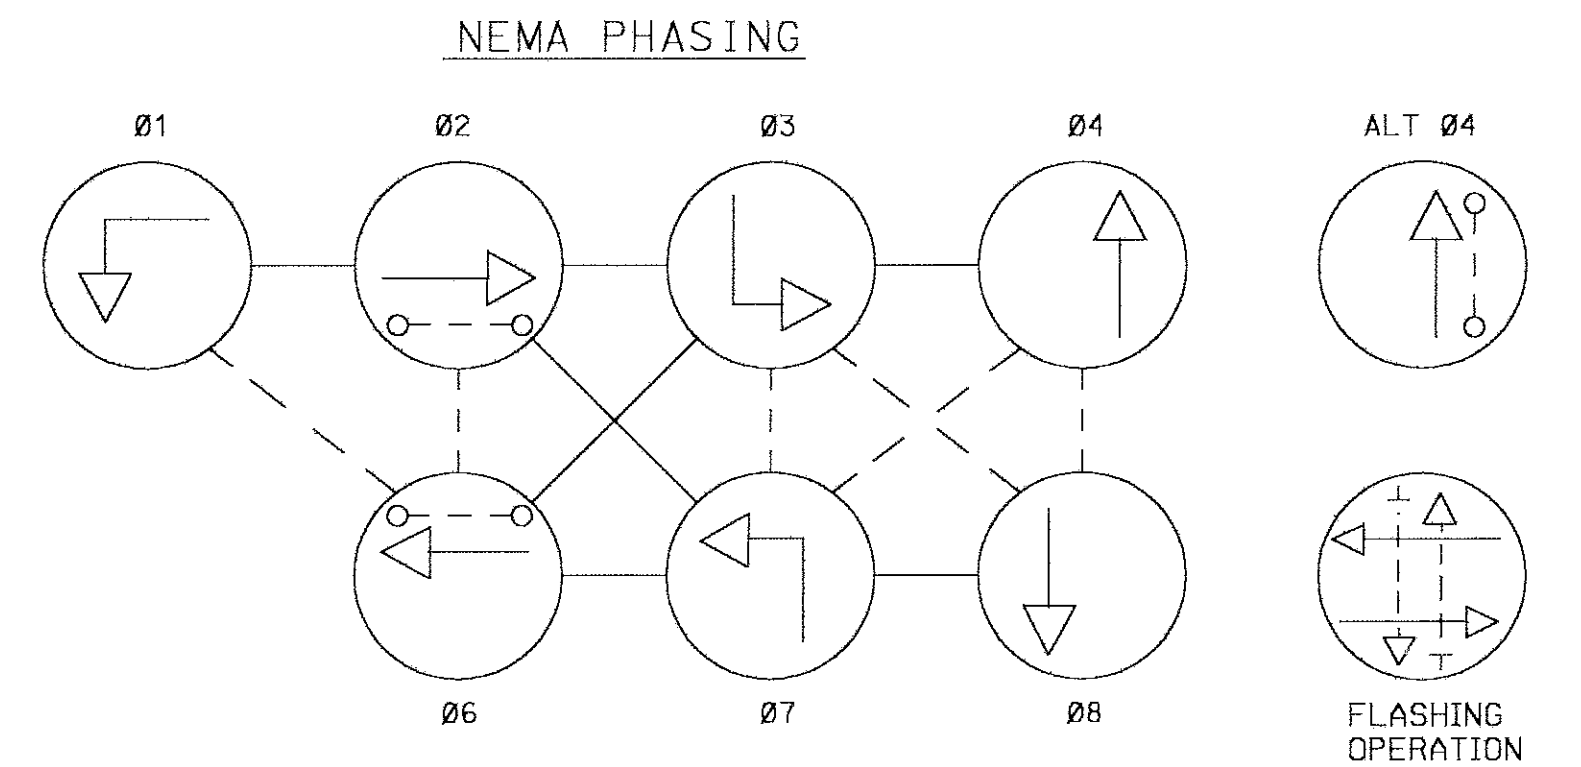 NEMA PHASING
Ø1
Ø2
Ø3
Ø4
ALT Ø4
Ø6
Ø7
Ø8
FLASHING
OPERATION